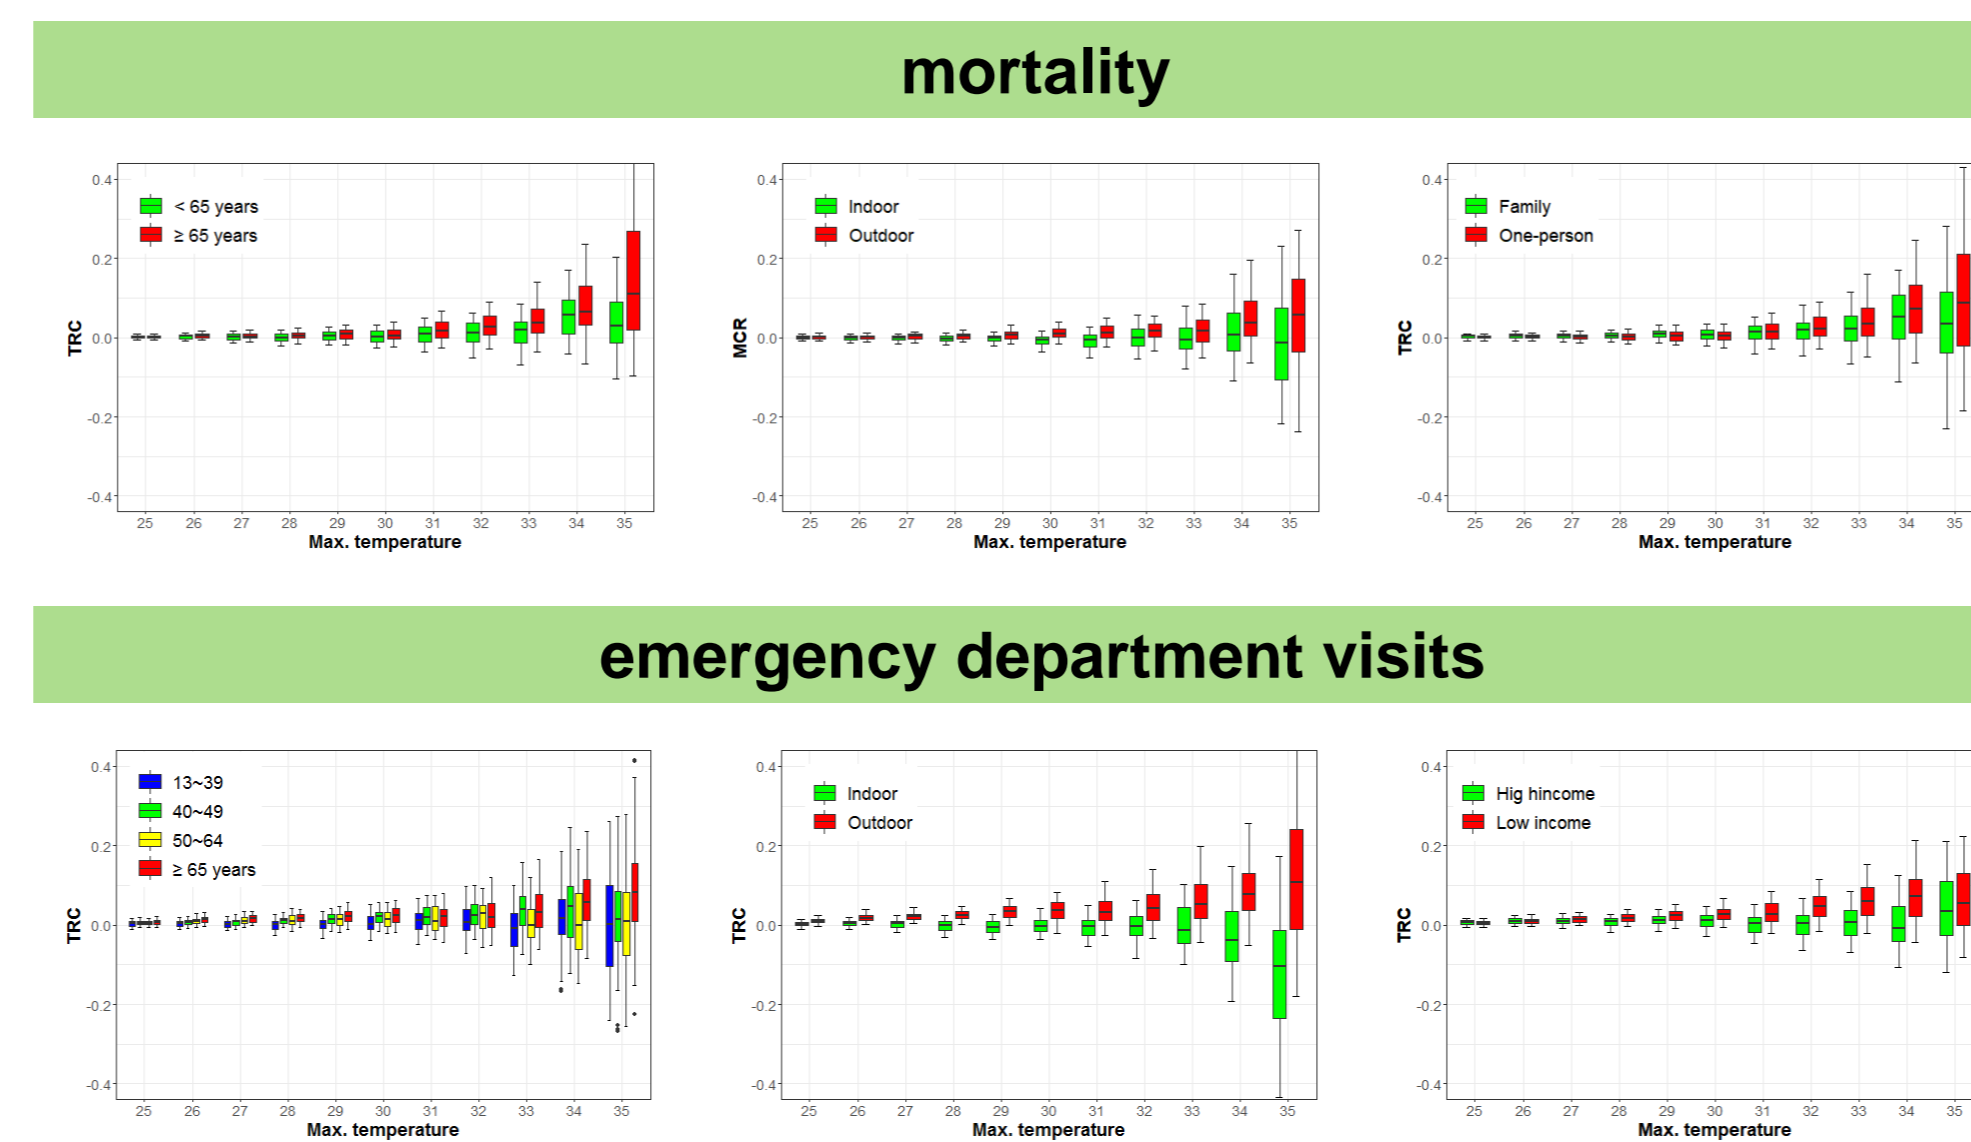 mortality
0.4
0.2
0.0
-0.2
-0.4
TRC
< 65 years
≥ 65 years
25 26 27 28 29 30 31 32 33 34 35
Max. temperature
0.4
0.2
0.0
-0.2
-0.4
MCR
Indoor
Outdoor
25 26 27 28 29 30 31 32 33 34 35
Max. temperature
0.4
0.2
0.0
-0.2
-0.4
TRC
Family
One-person
25 26 27 28 29 30 31 32 33 34 35
Max. temperature
emergency department visits
0.4
0.2
0.0
-0.2
-0.4
TRC
13~39
40~49
50~64
≥ 65 years
25 26 27 28 29 30 31 32 33 34 35
Max. temperature
0.4
0.2
0.0
-0.2
-0.4
TRC
Indoor
Outdoor
25 26 27 28 29 30 31 32 33 34 35
Max. temperature
0.4
0.2
0.0
-0.2
-0.4
TRC
Hig hincome
Low income
25 26 27 28 29 30 31 32 33 34 35
Max. temperature